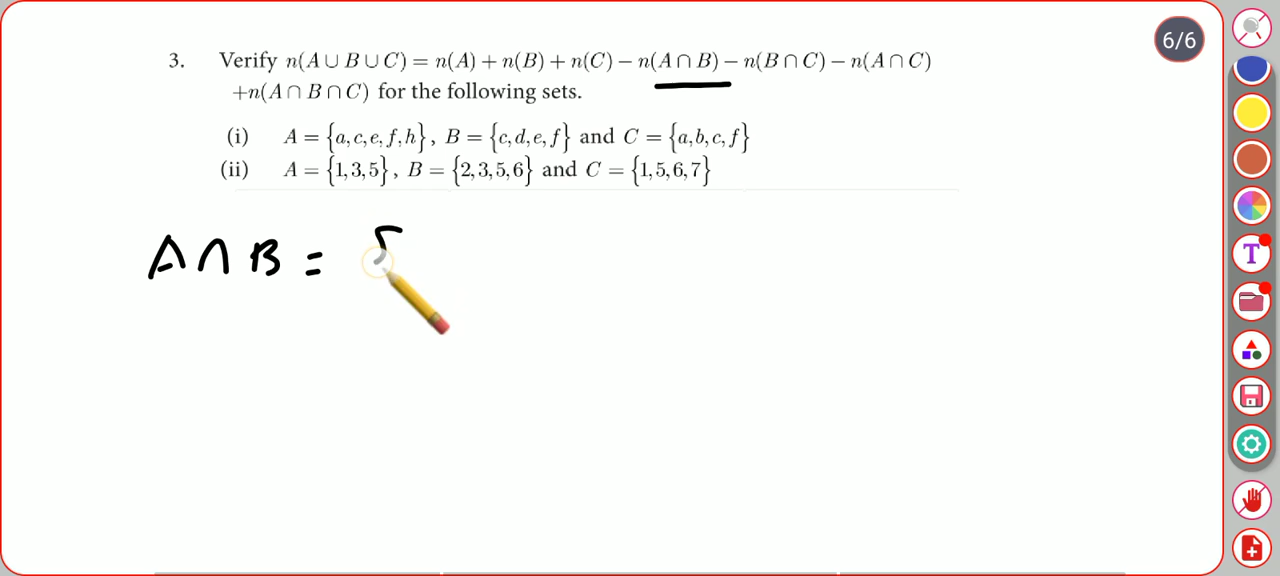 6/6
3. Verify n(A ∪ B ∪ C) = n(A) + n(B) + n(C) − n(A ∩ B) − n(B ∩ C) − n(A ∩ C)
+n(A ∩ B ∩ C) for the following sets.
(i) A = {a,c,e,f,h}, B = {c,d,e,f} and C = {a,b,c,f}
(ii) A = {1,3,5}, B = {2,3,5,6} and C = {1,5,6,7}
A ∩ B =
T